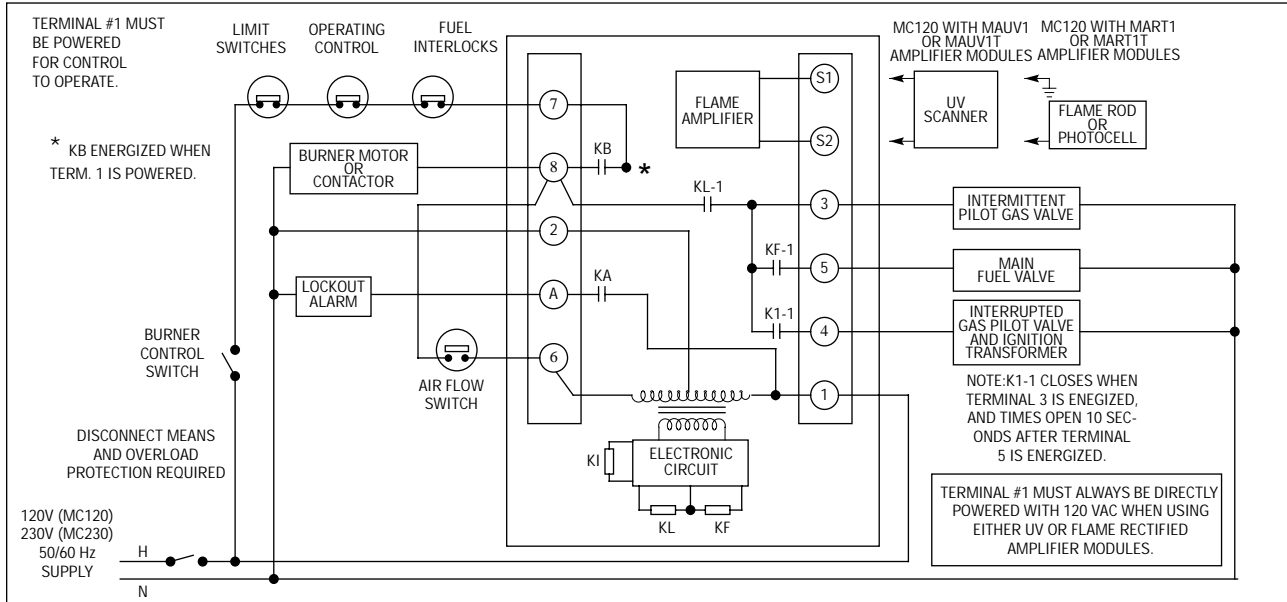 TERMINAL #1 MUST
BE POWERED
FOR CONTROL
TO OPERATE.
LIMIT
SWITCHES
OPERATING
CONTROL
FUEL
INTERLOCKS
* KB ENERGIZED WHEN
TERM. 1 IS POWERED.
BURNER MOTOR
OR
CONTACTOR
LOCKOUT
ALARM
BURNER
CONTROL
SWITCH
AIR FLOW
SWITCH
DISCONNECT MEANS
AND OVERLOAD
PROTECTION REQUIRED
120V (MC120)
230V (MC230)
50/60 Hz
SUPPLY
H
N
7
8
2
A
6
KB
*
KL-1
KF-1
KA
K1-1
FLAME
AMPLIFIER
S1
S2
3
5
4
1
KI
ELECTRONIC
CIRCUIT
KL
KF
MC120 WITH MAUV1
OR MAUV1T
AMPLIFIER MODULES
MC120 WITH MART1
OR MART1T
AMPLIFIER MODULES
UV
SCANNER
FLAME ROD
OR
PHOTOCELL
INTERMITTENT
PILOT GAS VALVE
MAIN
FUEL VALVE
INTERRUPTED
GAS PILOT VALVE
AND IGNITION
TRANSFORMER
NOTE:K1-1 CLOSES WHEN
TERMINAL 3 IS ENEGIZED,
AND TIMES OPEN 10 SEC-
ONDS AFTER TERMINAL
5 IS ENERGIZED.
TERMINAL #1 MUST ALWAYS BE DIRECTLY
POWERED WITH 120 VAC WHEN USING
EITHER UV OR FLAME RECTIFIED
AMPLIFIER MODULES.